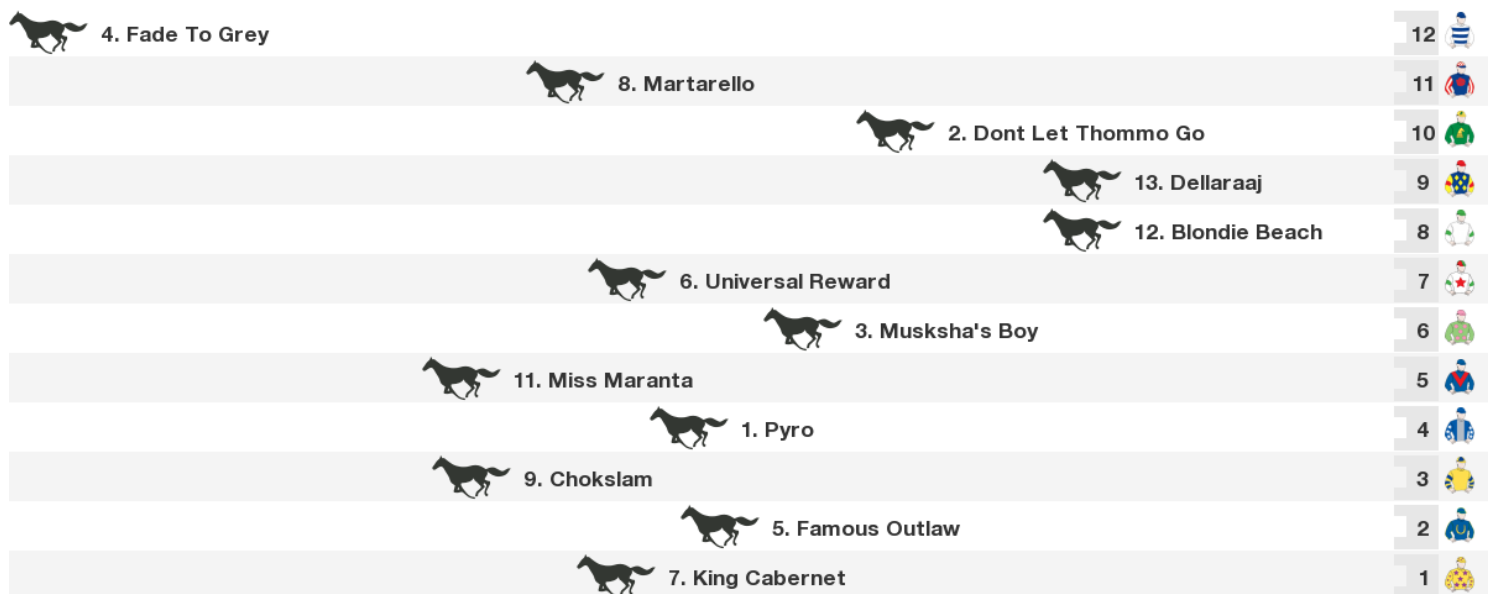 4. Fade To Grey 12
8. Martarello 11
2. Dont Let Thommo Go 10
13. Dellaraaj 9
12. Blondie Beach 8
6. Universal Reward 7
3. Musksha's Boy 6
11. Miss Maranta 5
1. Pyro 4
9. Chokslam 3
5. Famous Outlaw 2
7. King Cabernet 1